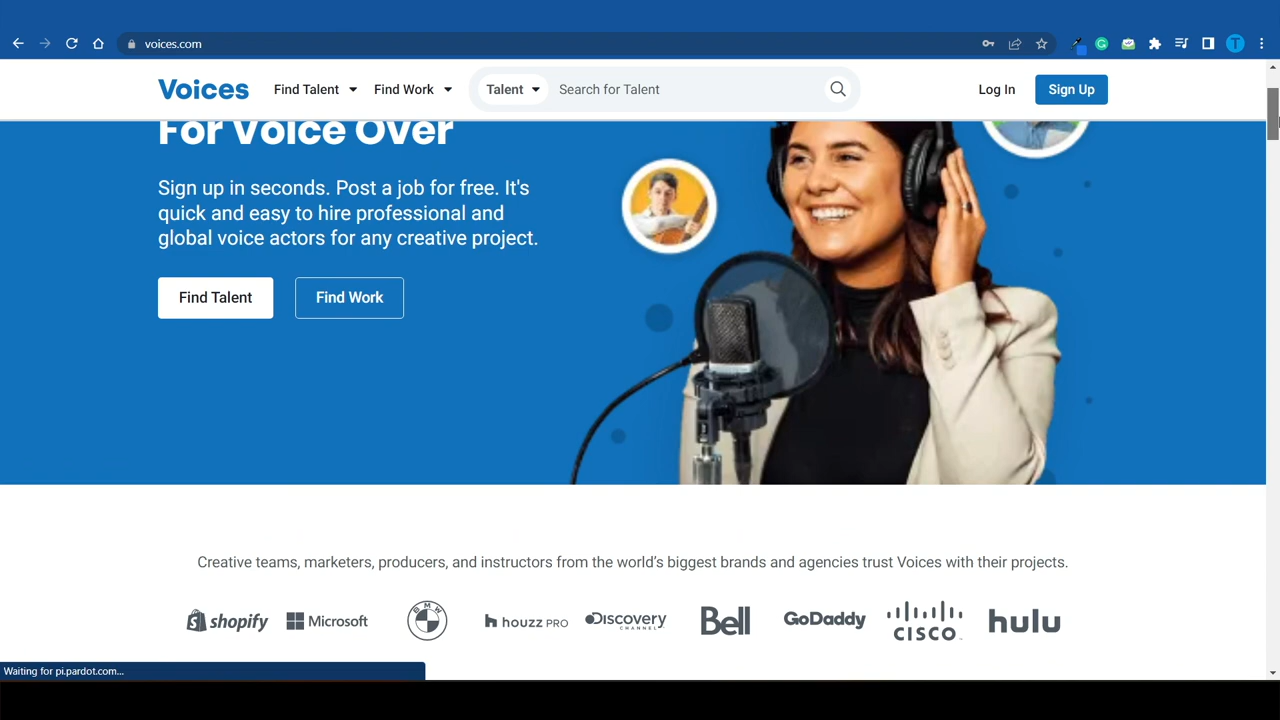 voices.com
T
Voices
Find Talent
Find Work
Talent
Search for Talent
Log In
Sign Up
For Voice Over
Sign up in seconds. Post a job for free. It's
quick and easy to hire professional and
global voice actors for any creative project.
Find Talent
Find Work
Creative teams, marketers, producers, and instructors from the world's biggest brands and agencies trust Voices with their projects.
shopify
Microsoft
BMW
houzz PRO
Discovery
CHANNEL
Bell
GoDaddy
CISCO
hulu
Waiting for pi.pardot.com...